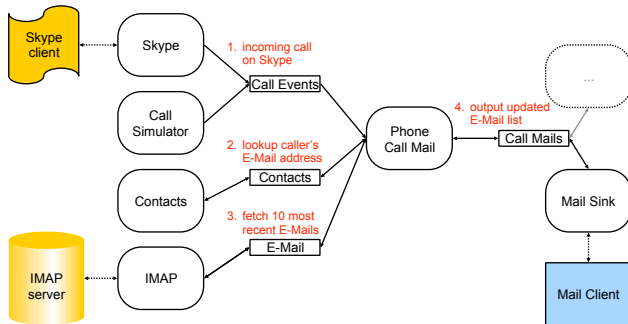 Skype
client
Skype
1. incoming call
on Skype
Call Events
Call
Simulator
2. lookup caller's
E-Mail address
Contacts
Contacts
3. fetch 10 most
recent E-Mails
E-Mail
IMAP
server
IMAP
Phone
Call Mail
4. output updated
E-Mail list
Call Mails
...
Mail Sink
Mail Client